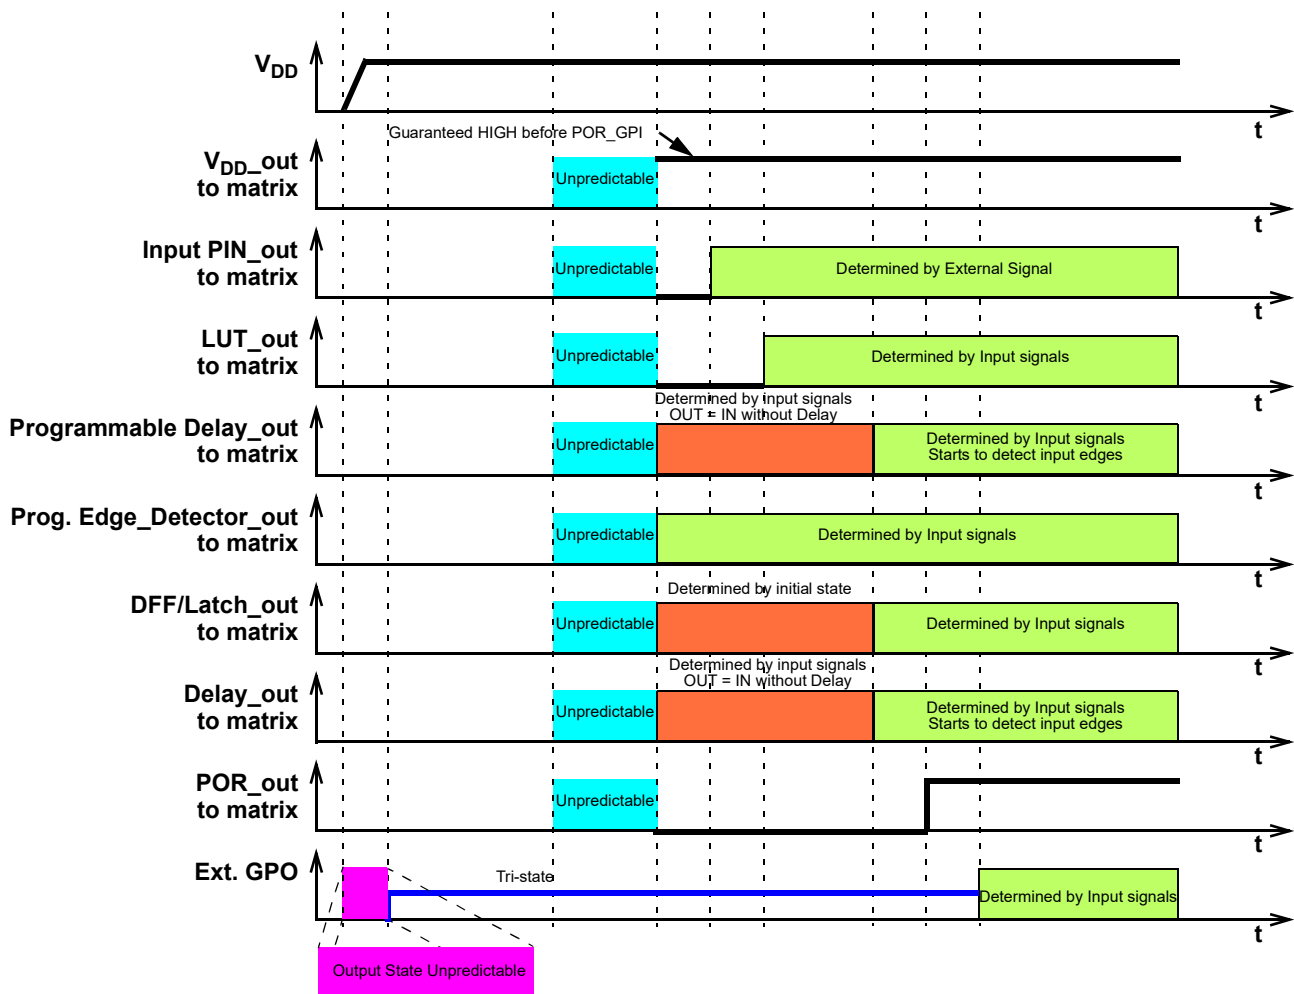 VDD
t
Guaranteed HIGH before POR_GPI
VDD_out
to matrix
Unpredictable
t
Input PIN_out
to matrix
Unpredictable
Determined by External Signal
t
LUT_out
to matrix
Unpredictable
Determined by Input signals
t
Determined by input signals
OUT = IN without Delay
Programmable Delay_out
to matrix
Unpredictable
Determined by Input signals
Starts to detect input edges
t
Prog. Edge_Detector_out
to matrix
Unpredictable
Determined by Input signals
t
Determined by initial state
DFF/Latch_out
to matrix
Unpredictable
Determined by Input signals
t
Determined by input signals
OUT = IN without Delay
Delay_out
to matrix
Unpredictable
Determined by Input signals
Starts to detect input edges
t
POR_out
to matrix
Unpredictable
t
Ext. GPO
Tri-state
Determined by Input signals
t
Output State Unpredictable